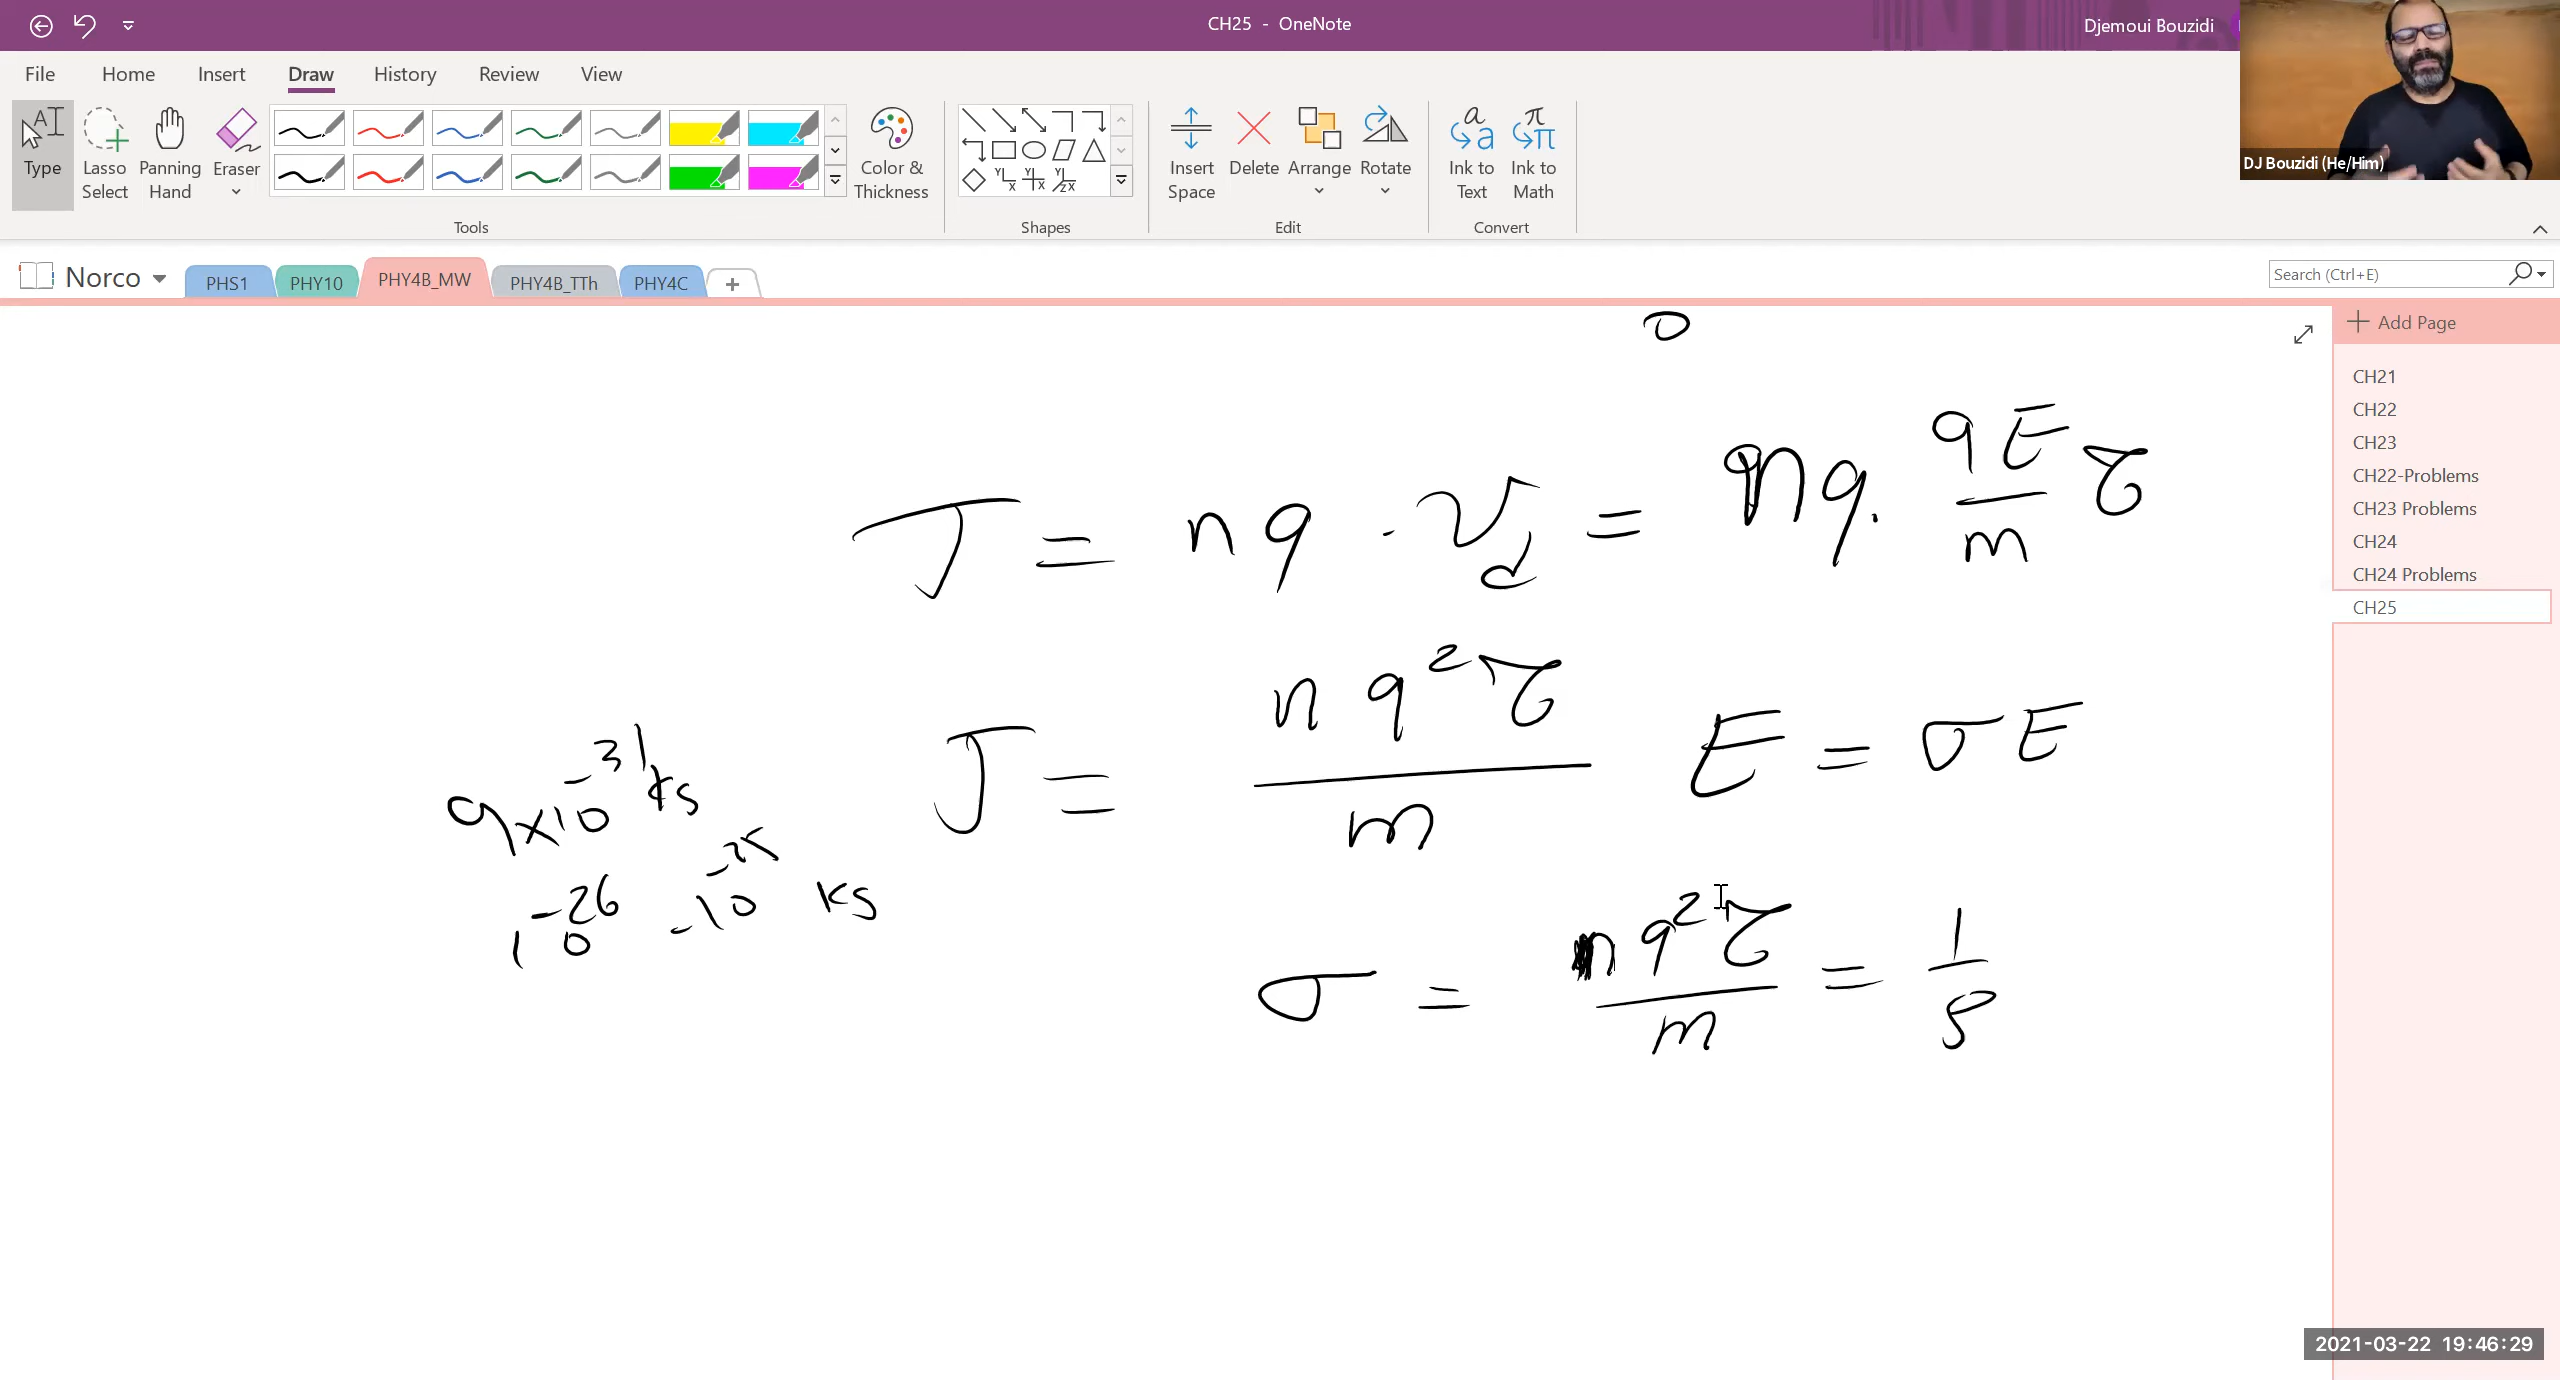 CH25 - OneNote
Djemoui Bouzidi
File Home Insert Draw History Review View
Type
Lasso Select
Panning Hand
Eraser
Color & Thickness
Insert Space
Delete
Arrange
Rotate
Ink to Text
Ink to Math
Tools Shapes Edit Convert
DJ Bouzidi (He/Him)
Norco PHS1 PHY10 PHY4B_MW PHY4B_TTh PHY4C
Search (Ctrl+E)
Add Page
CH21
CH22
CH23
CH22-Problems
CH23 Problems
CH24
CH24 Problems
CH25
J = nq · v_d = nq · qE/m τ
J = nq²τ/m E = σE
9×10^-31 kg
10^-26 - 10^-25 kg
σ = nq²τ/m = 1/ρ
2021-03-22 19:46:29